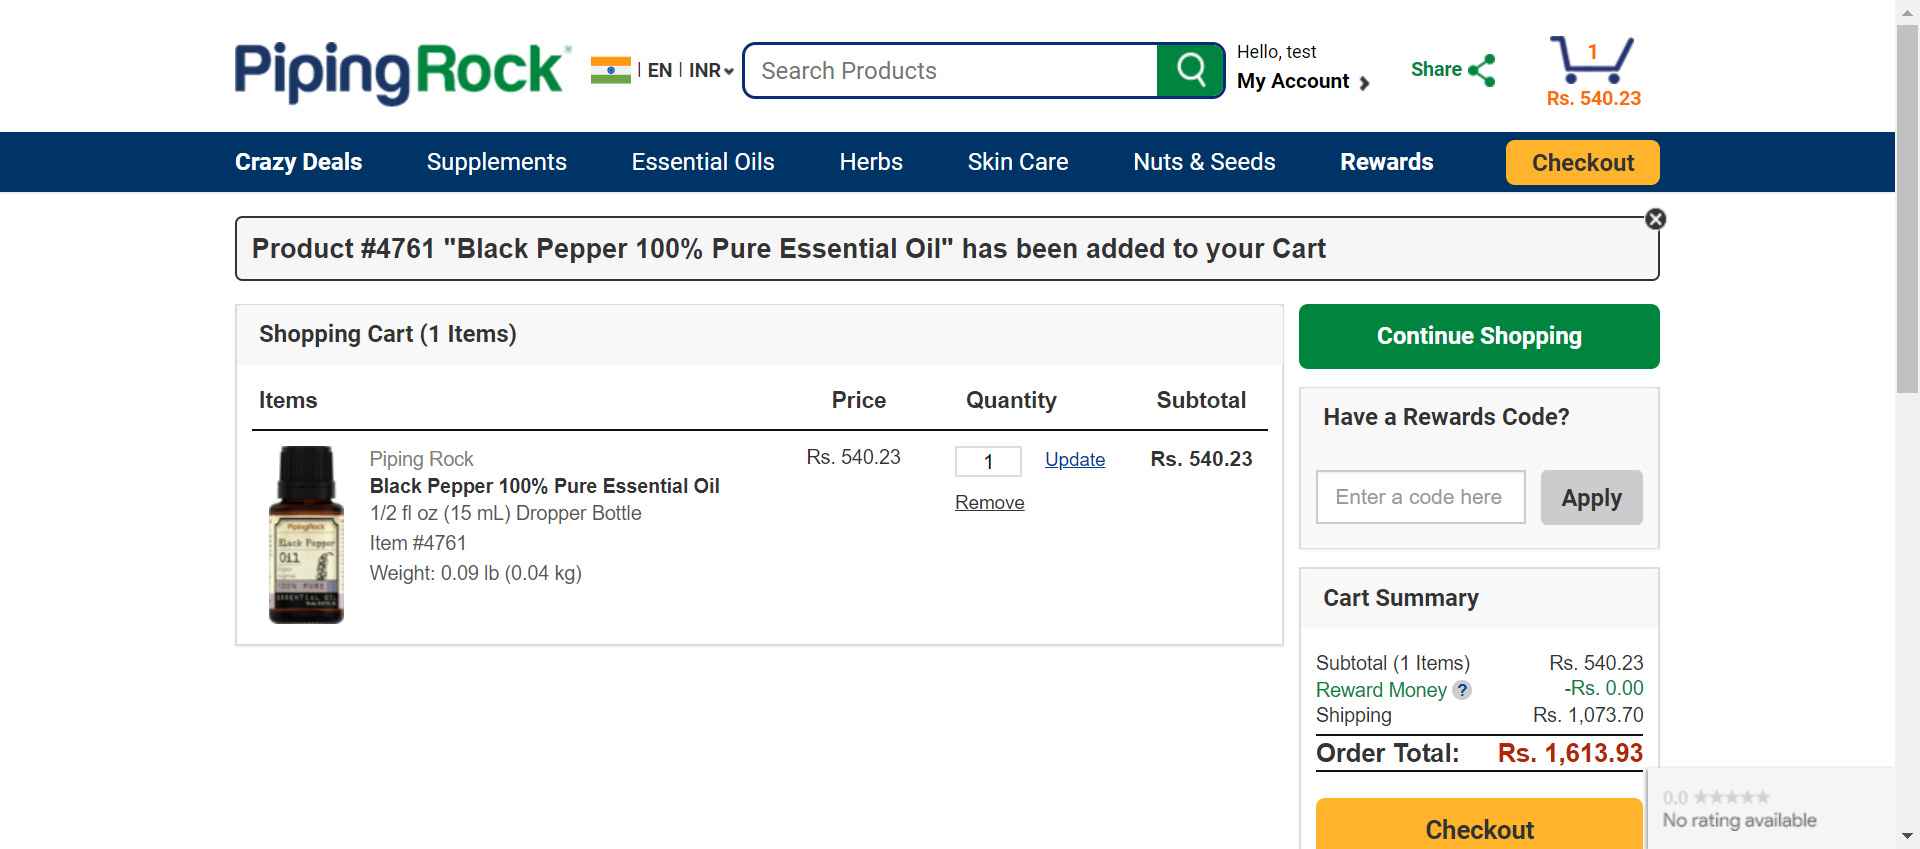 PipingRock
| EN | INR
Search Products
Hello, test
My Account
Share
1
Rs. 540.23
Crazy Deals
Supplements
Essential Oils
Herbs
Skin Care
Nuts & Seeds
Rewards
Checkout
Product #4761 "Black Pepper 100% Pure Essential Oil" has been added to your Cart
Shopping Cart (1 Items)
Items Price Quantity Subtotal
Piping Rock
Black Pepper 100% Pure Essential Oil
1/2 fl oz (15 mL) Dropper Bottle
Item #4761
Weight: 0.09 lb (0.04 kg)
Rs. 540.23
1
Update
Remove
Rs. 540.23
PipingRock
Black Pepper
Oil
100% PURE
ESSENTIAL OIL
Continue Shopping
Have a Rewards Code?
Enter a code here
Apply
Cart Summary
Subtotal (1 Items) Rs. 540.23
Reward Money ? -Rs. 0.00
Shipping Rs. 1,073.70
Order Total: Rs. 1,613.93
Checkout
0.0
No rating available